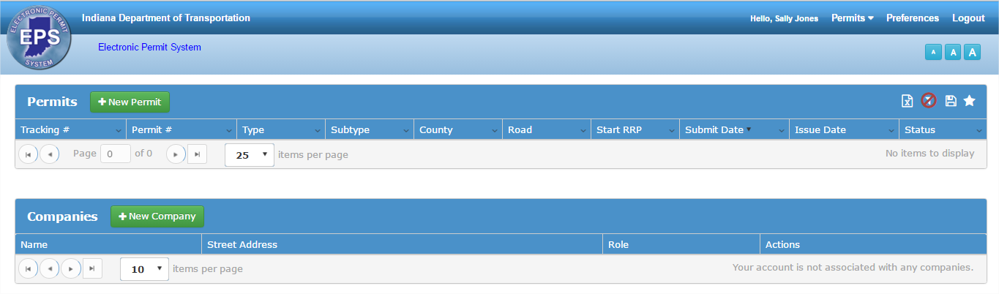 Indiana Department of Transportation Hello, Sally Jones Permits Preferences Logout
ELECTRONIC PERMIT
EPS
SYSTEM
Electronic Permit System A A A
Permits + New Permit
Tracking # Permit # Type Subtype County Road Start RRP Submit Date Issue Date Status
Page 0 of 0 25 items per page No items to display
Companies + New Company
Name Street Address Role Actions
10 items per page Your account is not associated with any companies.